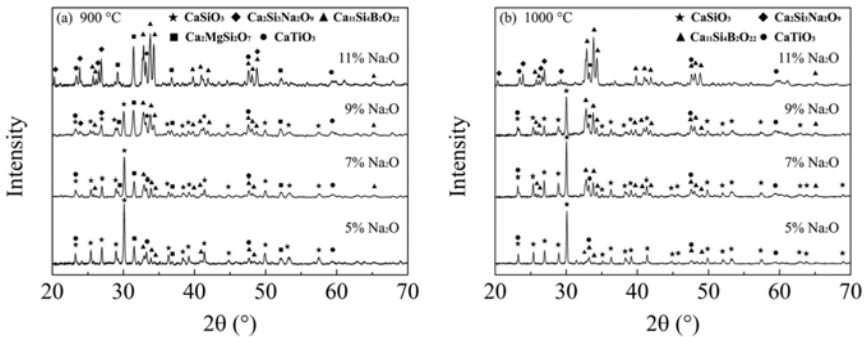 (a) 900 °C ★ CaSiO₃ ◆ Ca₂Si₃Na₂O₉ ▲ Ca₁₁Si₄B₂O₂₂
■ Ca₂MgSi₂O₇ ● CaTiO₃
11% Na₂O
9% Na₂O
7% Na₂O
5% Na₂O
Intensity
20 30 40 50 60 70
2θ (°)
(b) 1000 °C ★ CaSiO₃ ◆ Ca₂Si₃Na₂O₉
▲ Ca₁₁Si₄B₂O₂₂ ● CaTiO₃
11% Na₂O
9% Na₂O
7% Na₂O
5% Na₂O
Intensity
20 30 40 50 60 70
2θ (°)